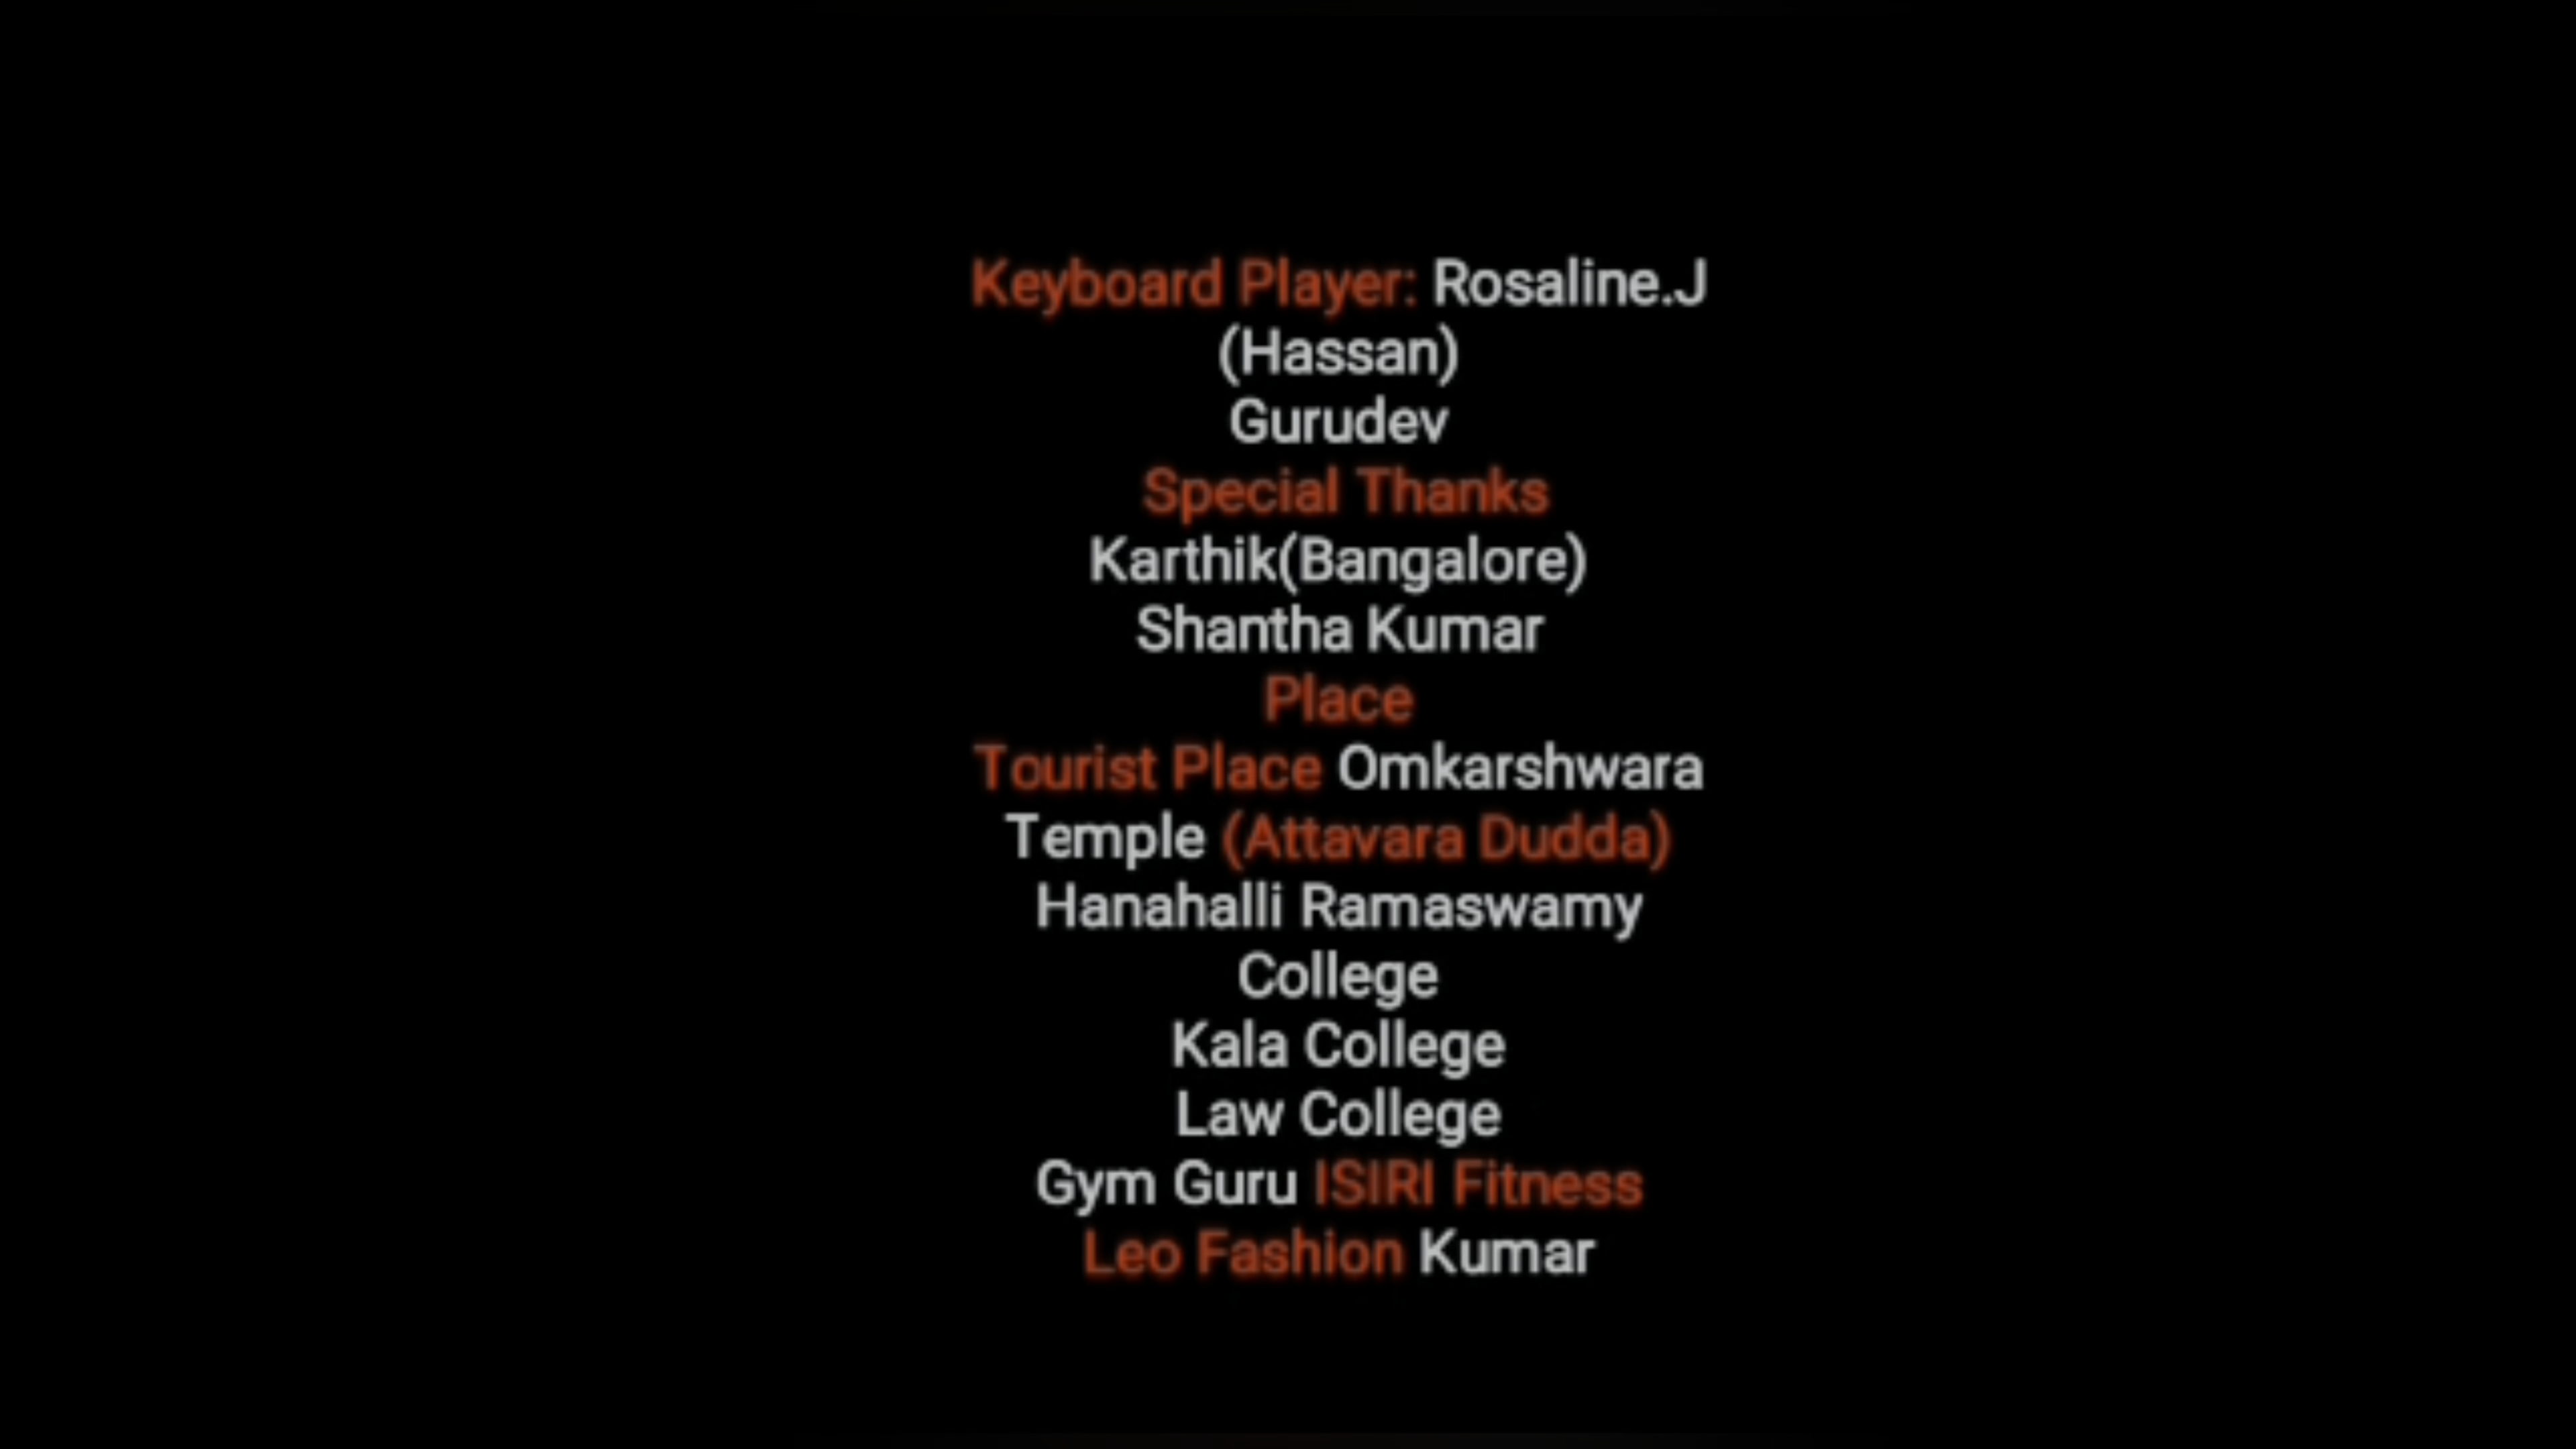 Keyboard Player: Rosaline.J
(Hassan)
Gurudev
Special Thanks
Karthik(Bangalore)
Shantha Kumar
Place
Tourist Place Omkarshwara
Temple (Attavara Dudda)
Hanahalli Ramaswamy
College
Kala College
Law College
Gym Guru ISIRI Fitness
Leo Fashion Kumar